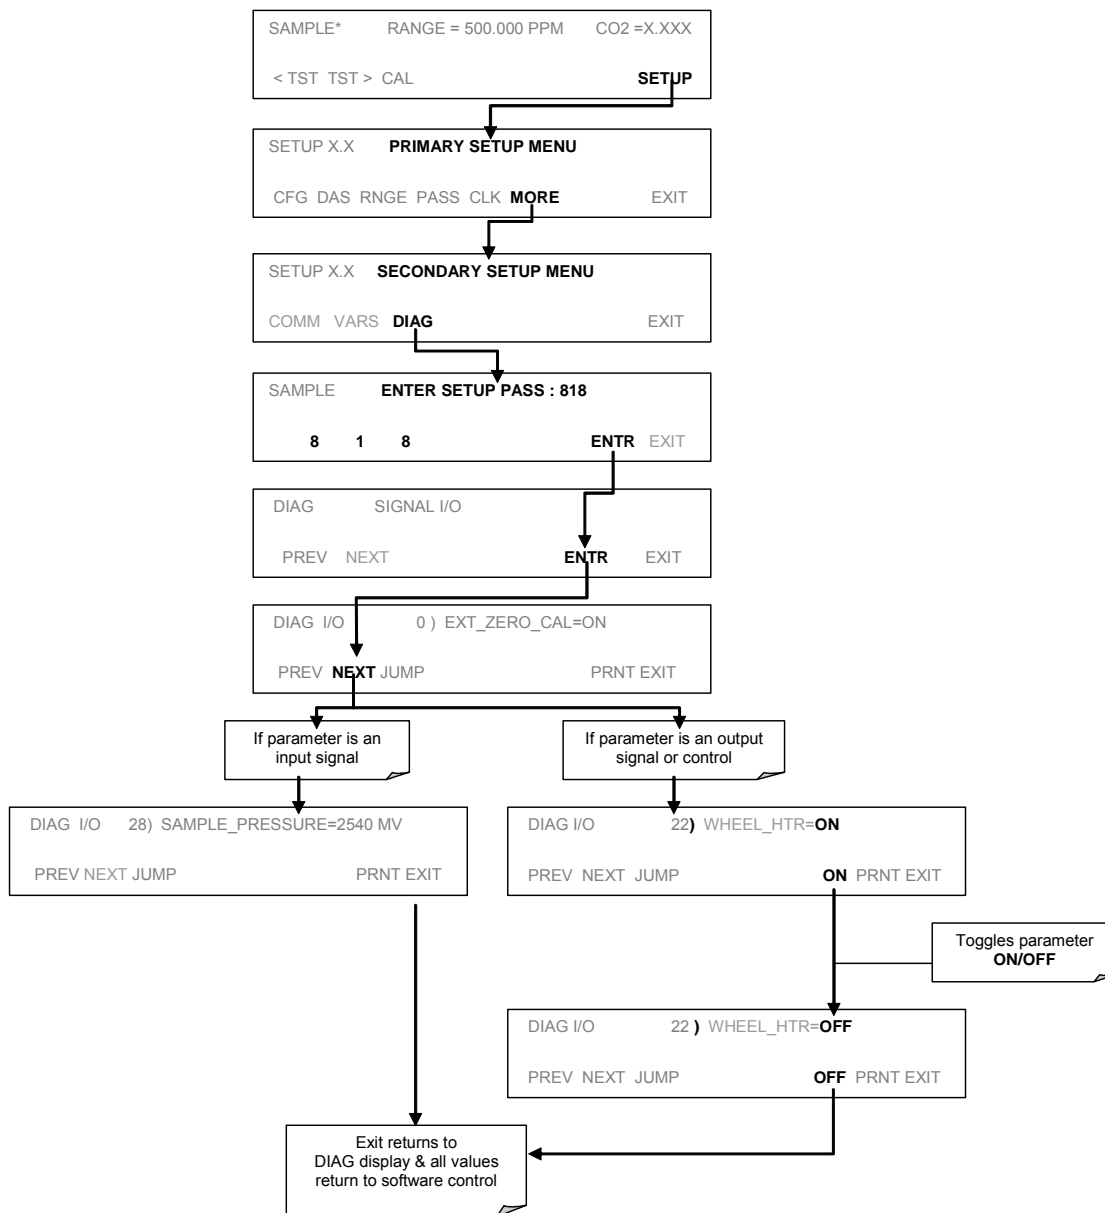 SAMPLE* RANGE = 500.000 PPM CO2 =X.XXX
< TST TST > CAL SETUP
SETUP X.X PRIMARY SETUP MENU
CFG DAS RNGE PASS CLK MORE EXIT
SETUP X.X SECONDARY SETUP MENU
COMM VARS DIAG EXIT
SAMPLE ENTER SETUP PASS : 818
8 1 8 ENTR EXIT
DIAG SIGNAL I/O
PREV NEXT ENTR EXIT
DIAG I/O 0 ) EXT_ZERO_CAL=ON
PREV NEXT JUMP PRNT EXIT
If parameter is an
input signal
If parameter is an output
signal or control
DIAG I/O 28) SAMPLE_PRESSURE=2540 MV
PREV NEXT JUMP PRNT EXIT
DIAG I/O 22) WHEEL_HTR=ON
PREV NEXT JUMP ON PRNT EXIT
Toggles parameter
ON/OFF
DIAG I/O 22 ) WHEEL_HTR=OFF
PREV NEXT JUMP OFF PRNT EXIT
Exit returns to
DIAG display & all values
return to software control